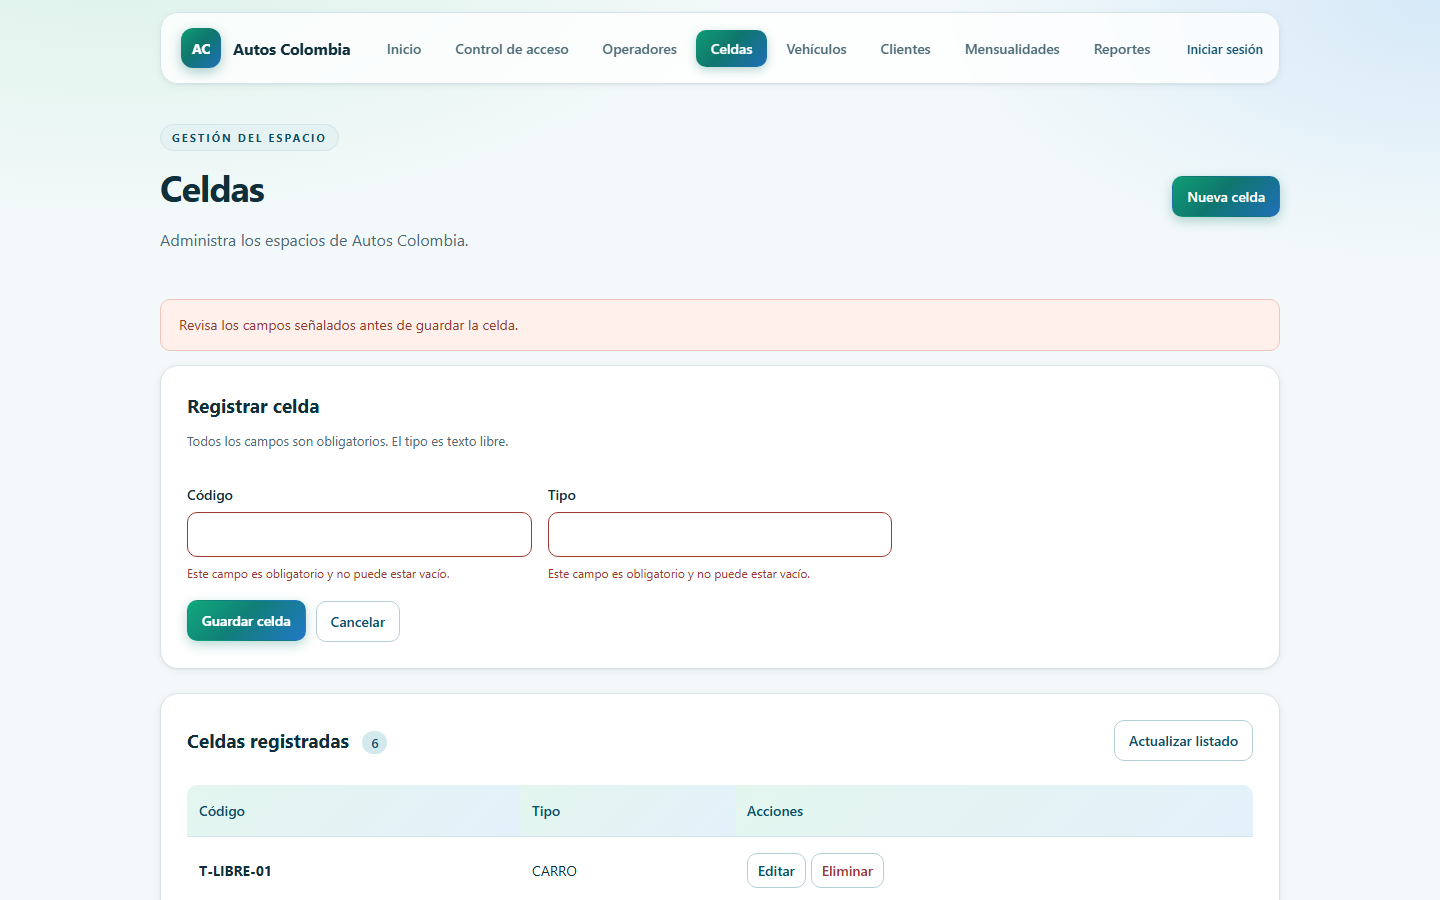 AC Autos Colombia Inicio Control de acceso Operadores Celdas Vehículos Clientes Mensualidades Reportes Iniciar sesión
GESTIÓN DEL ESPACIO
Celdas
Nueva celda
Administra los espacios de Autos Colombia.
Revisa los campos señalados antes de guardar la celda.
Registrar celda
Todos los campos son obligatorios. El tipo es texto libre.
Código Tipo
Este campo es obligatorio y no puede estar vacío. Este campo es obligatorio y no puede estar vacío.
Guardar celda Cancelar
Celdas registradas 6 Actualizar listado
Código Tipo Acciones
T-LIBRE-01 CARRO Editar Eliminar